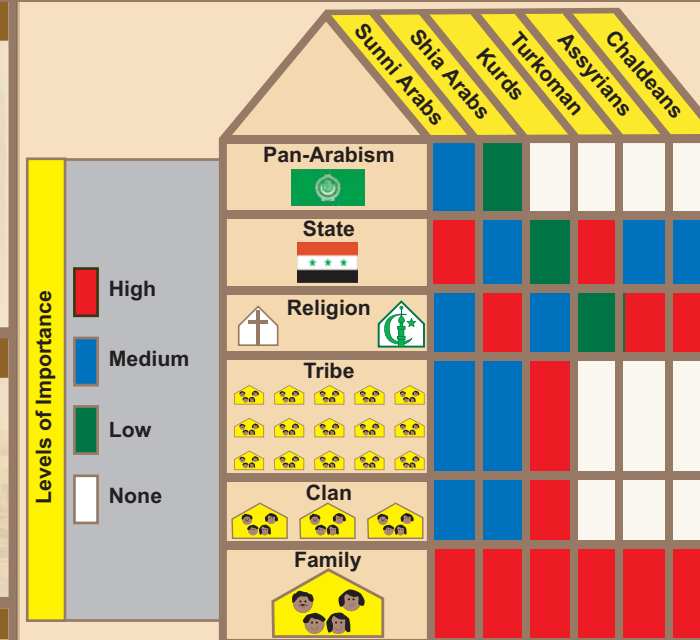 Sunni Arabs
Shia Arabs
Kurds
Turkoman
Assyrians
Chaldeans
Pan-Arabism
State
Religion
Tribe
Clan
Family
Levels of Importance
High
Medium
Low
None